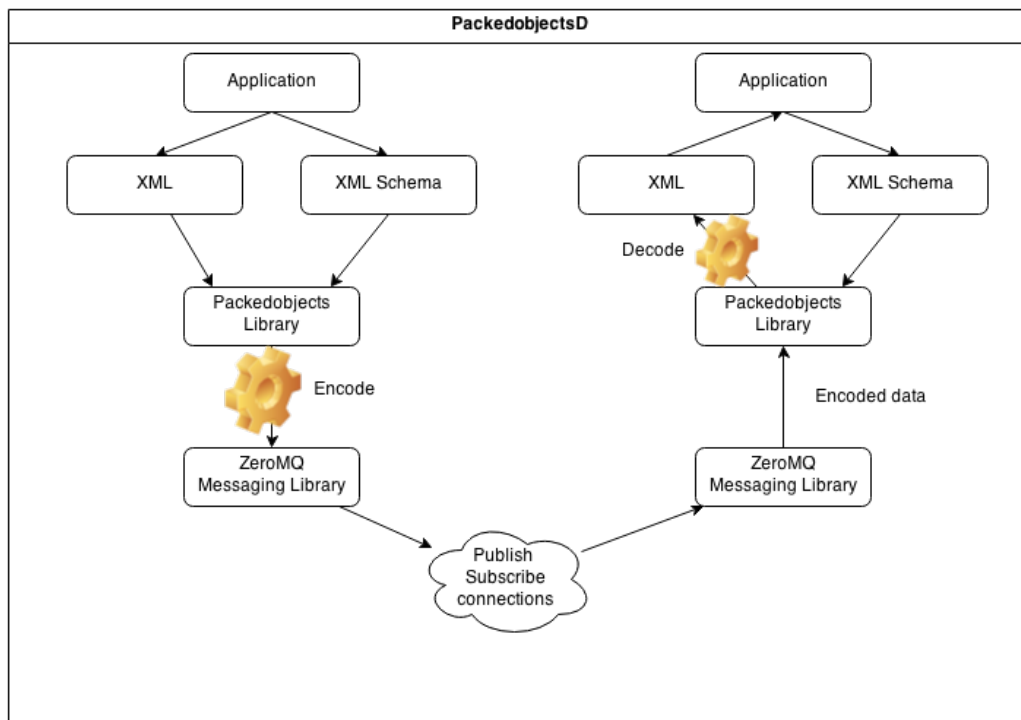 PackedobjectsD
Application
Application
XML
XML Schema
XML
XML Schema
Decode
Packedobjects
Library
Packedobjects
Library
Encode
Encoded data
ZeroMQ
Messaging Library
ZeroMQ
Messaging Library
Publish
Subscribe
connections